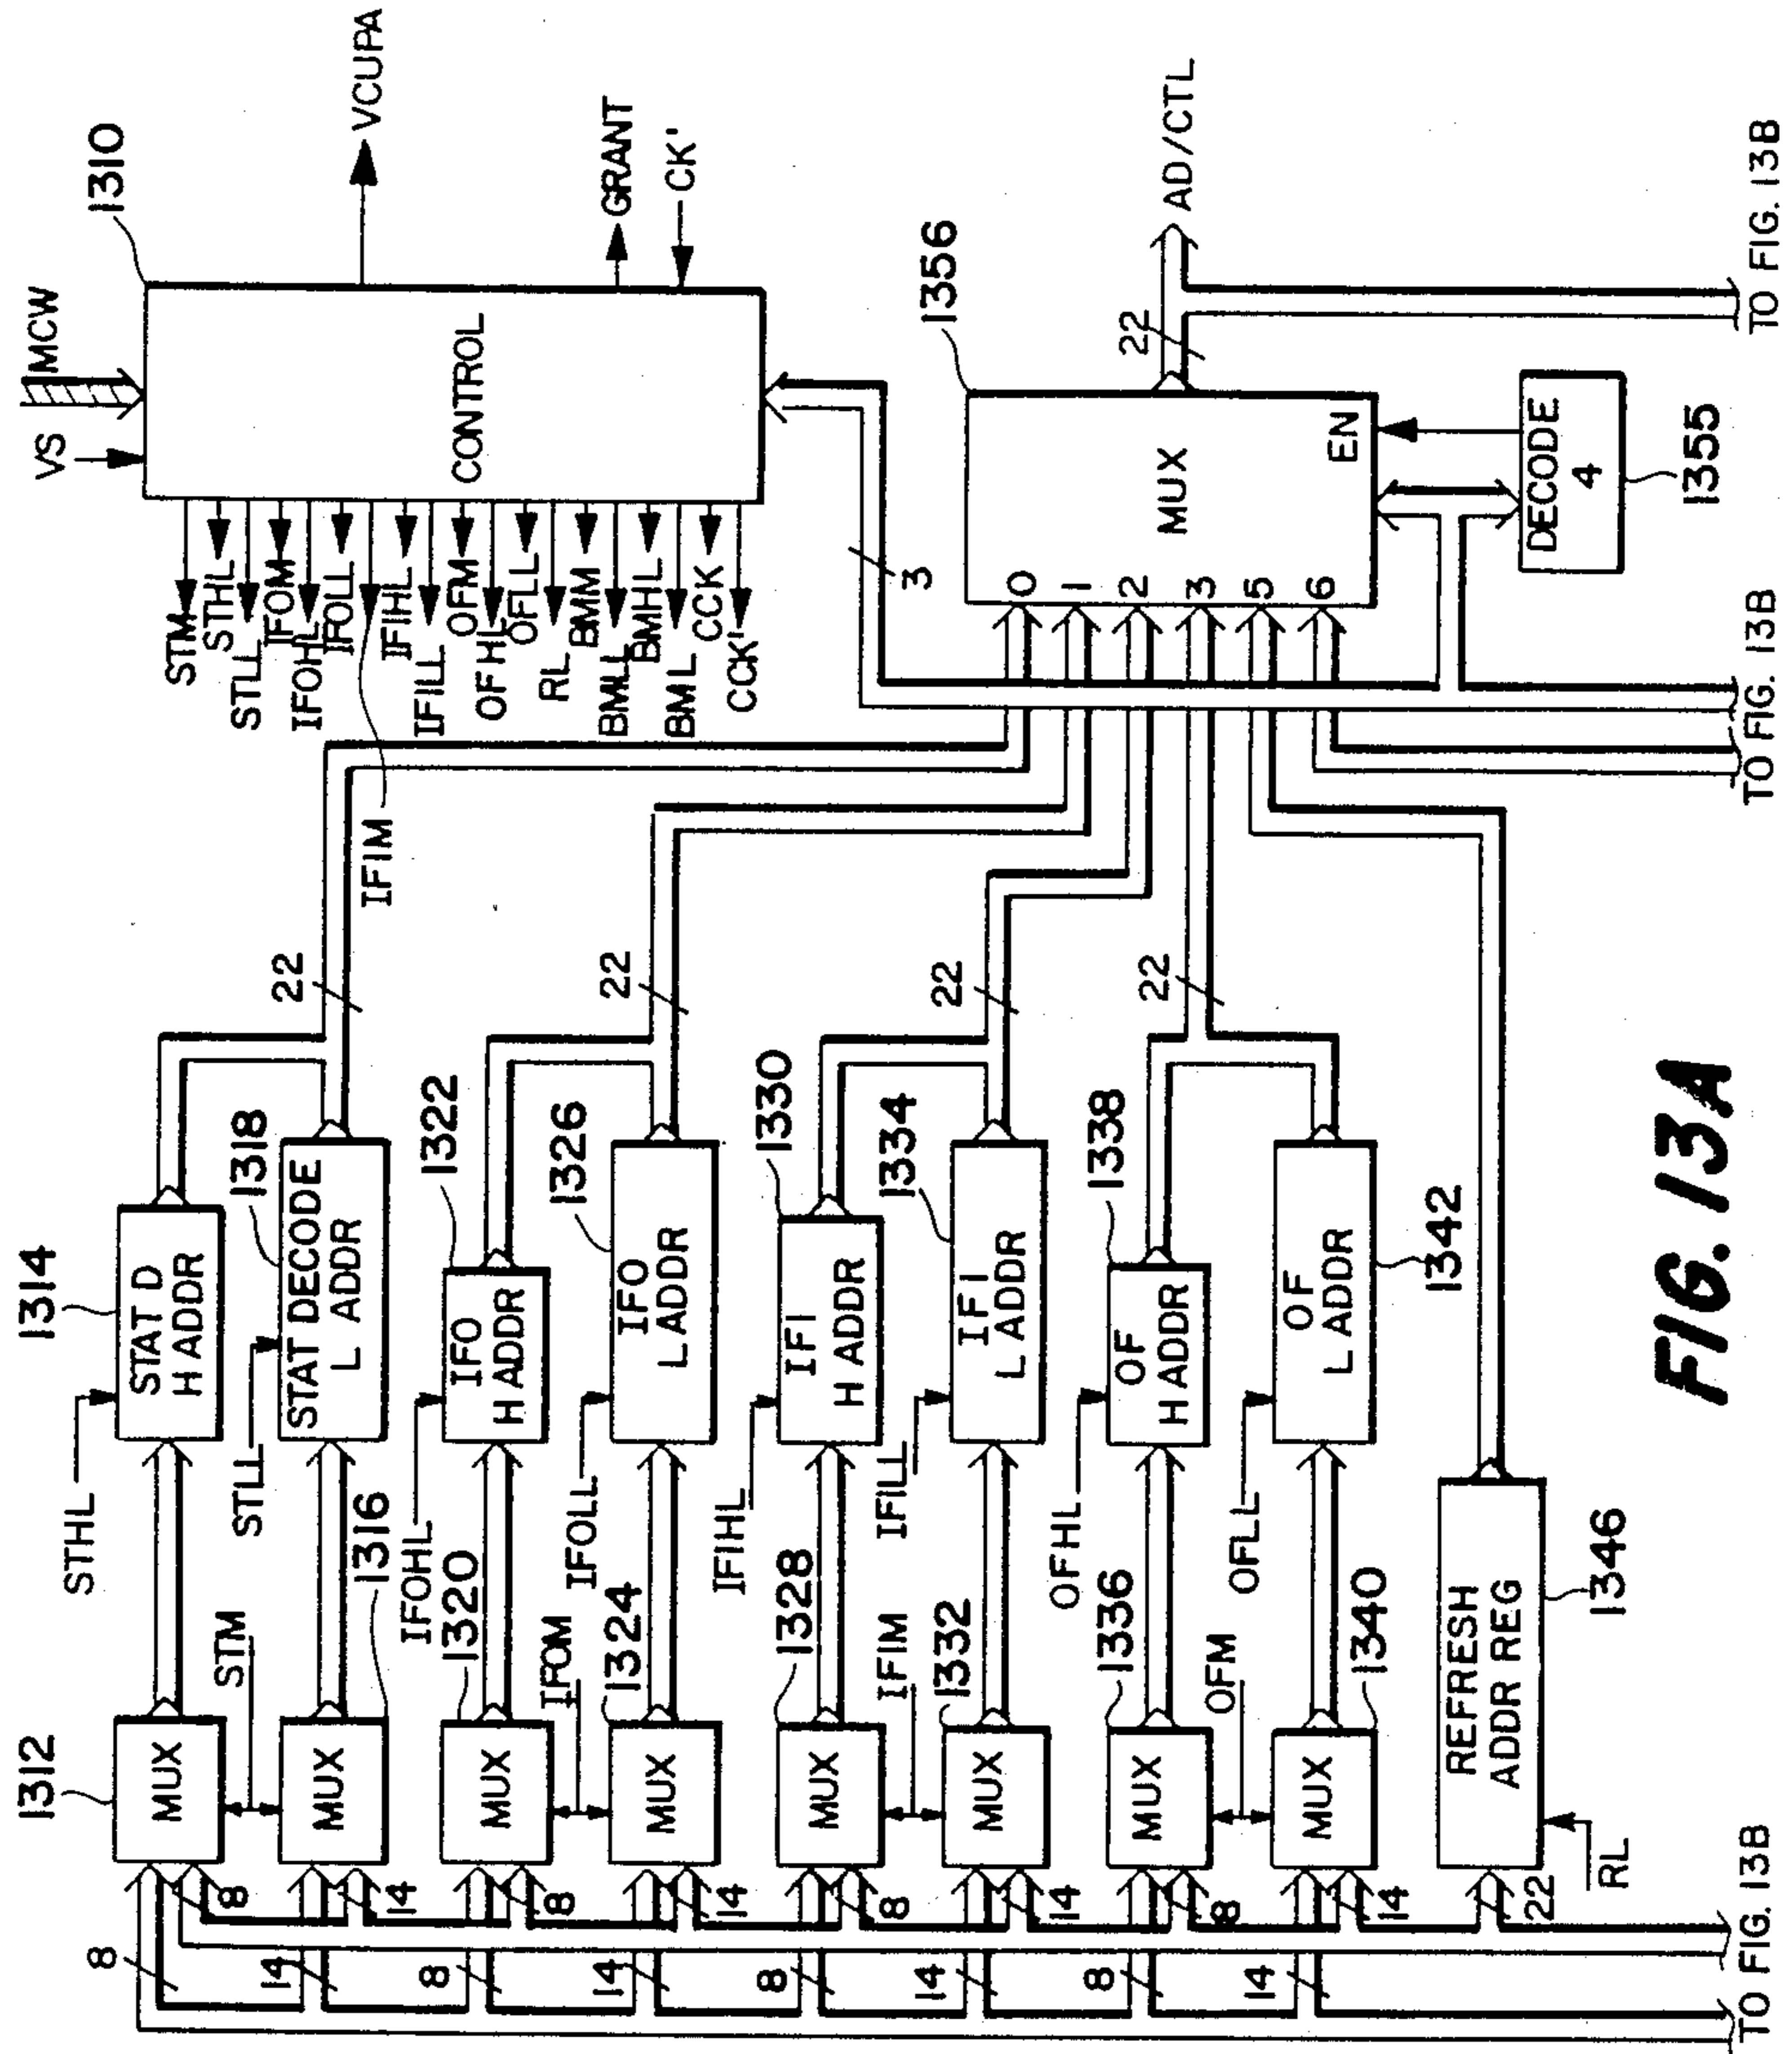 MCW
VS
1310
VCUPA
CONTROL
GRANT
CK'
STM
STHL
STLL
IFOM
IFOHL
IFOLL
IFIM
IFIHL
IFILL
OFM
OFHL
OFLL
RL
BMM
BMLL
BMHL
BML
CCK
CCK'
3
1356
MUX
0
1
2
3
5
6
EN
22
AD/CTL
DECODE
4
1355
TO FIG. 13B
TO FIG. 13B
1314
STAT D
H ADDR
STHL
1318
STAT DECODE
L ADDR
STLL
22
1322
IFO
H ADDR
IFOHL
1326
IFO
L ADDR
IFOLL
22
1330
IFI
H ADDR
IFIHL
1334
IFI
L ADDR
IFILL
22
1338
OF
H ADDR
OFHL
OF
L ADDR
1342
OFLL
22
1312
MUX
STM
MUX
1316
1320
MUX
IFOM
1324
MUX
1328
MUX
IFIM
1332
MUX
1336
MUX
OFM
MUX
1340
REFRESH
ADDR REG
1346
RL
8
14
8
14
8
14
8
14
22
8
14
8
14
8
14
8
14
TO FIG. 13B
FIG. 13A